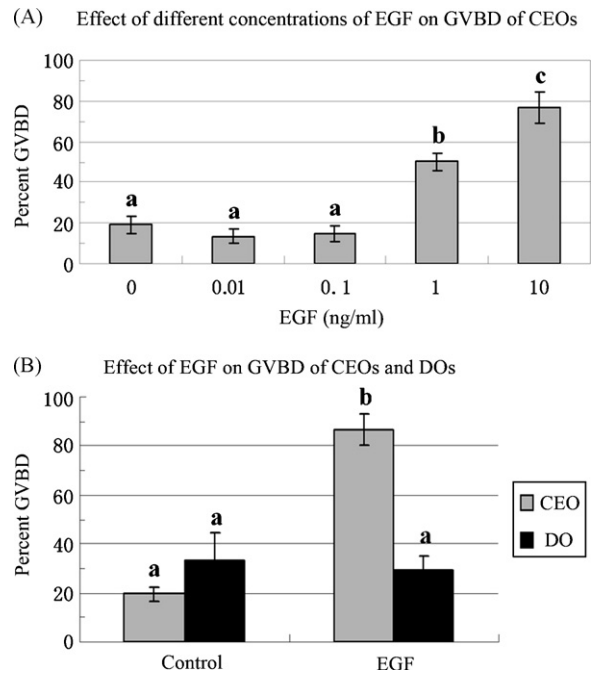 (A) Effect of different concentrations of EGF on GVBD of CEOs
Percent GVBD
100
80
60
40
20
0
a
a
a
b
c
0
0.01
0. 1
1
10
EGF (ng/ml)
(B) Effect of EGF on GVBD of CEOs and DOs
Percent GVBD
100
80
60
40
20
0
a
a
b
a
CEO
DO
Control
EGF